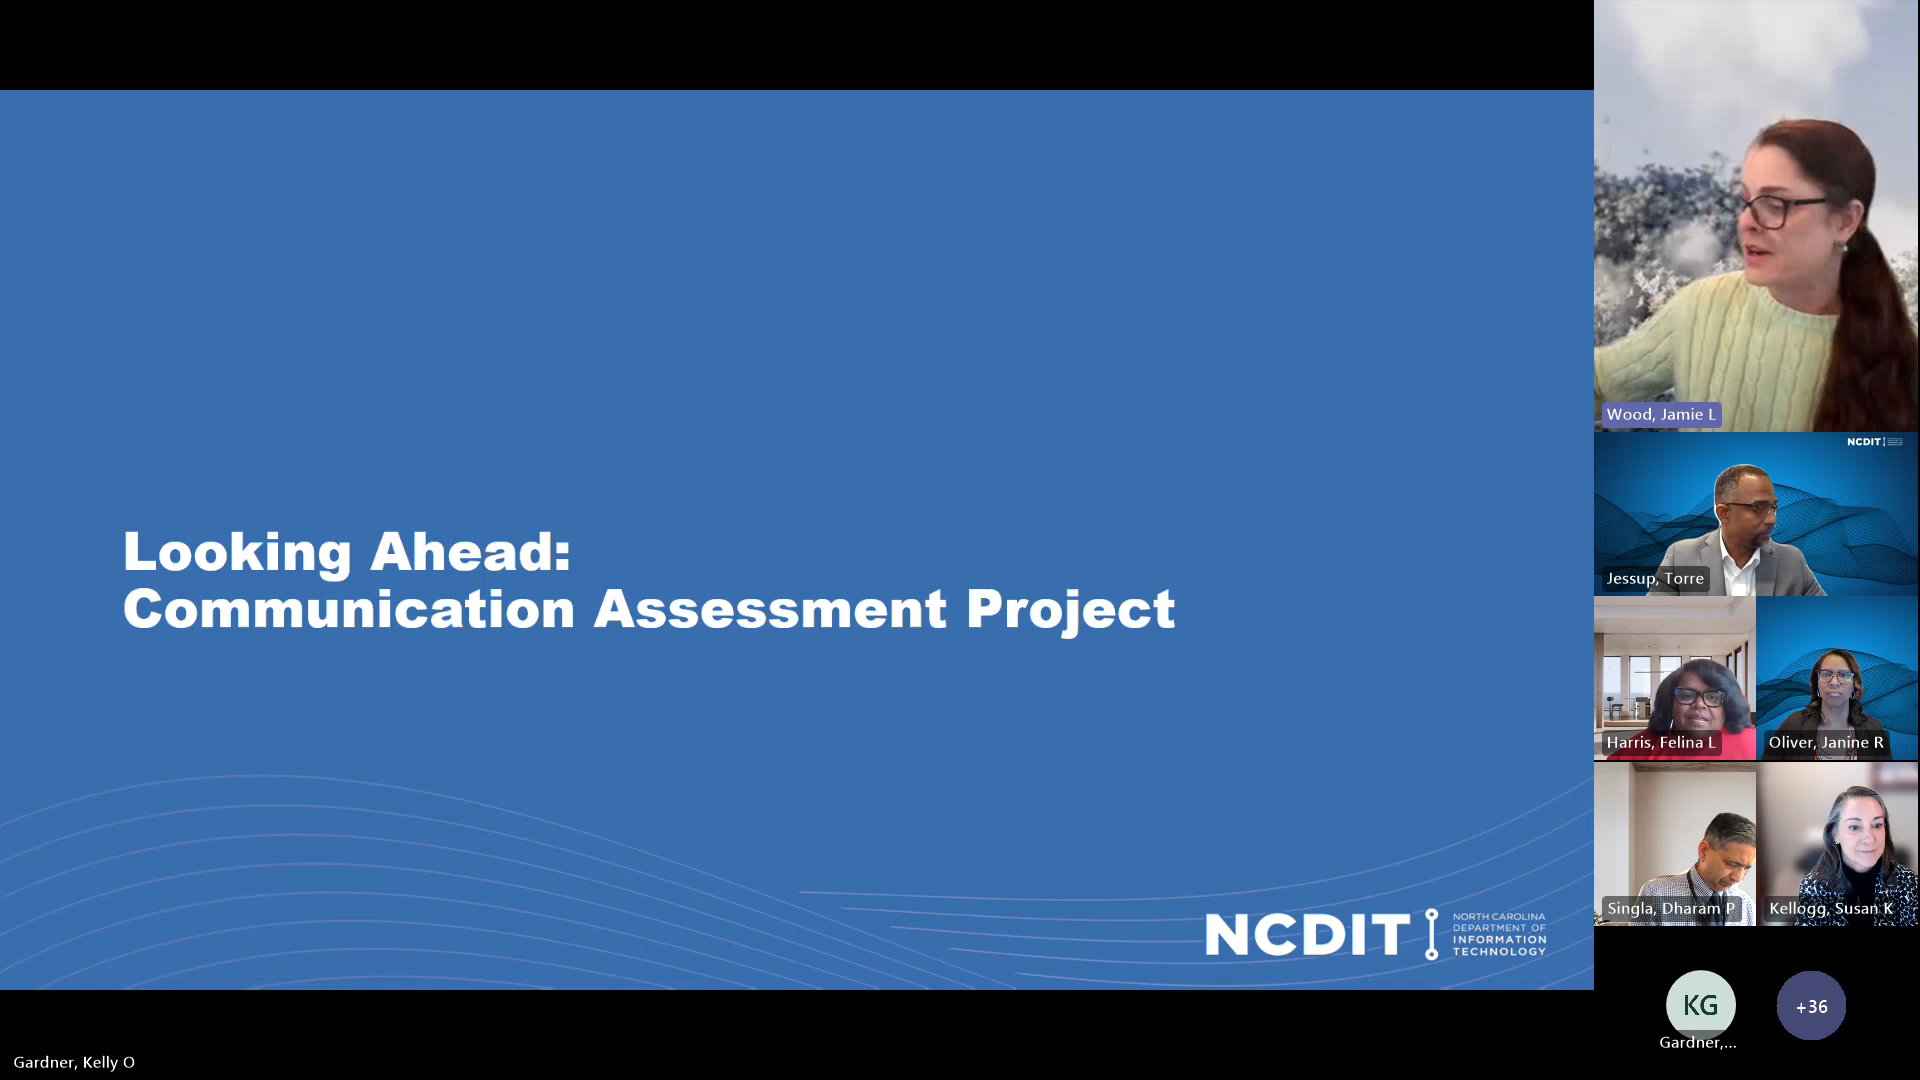 Looking Ahead:
Communication Assessment Project
NCDIT
NORTH CAROLINA
DEPARTMENT OF
INFORMATION
TECHNOLOGY
Wood, Jamie L
NCDIT
Jessup, Torre
Harris, Felina L
Oliver, Janine R
Singla, Dharam P
Kellogg, Susan K
KG
+36
Gardner,...
Gardner, Kelly O